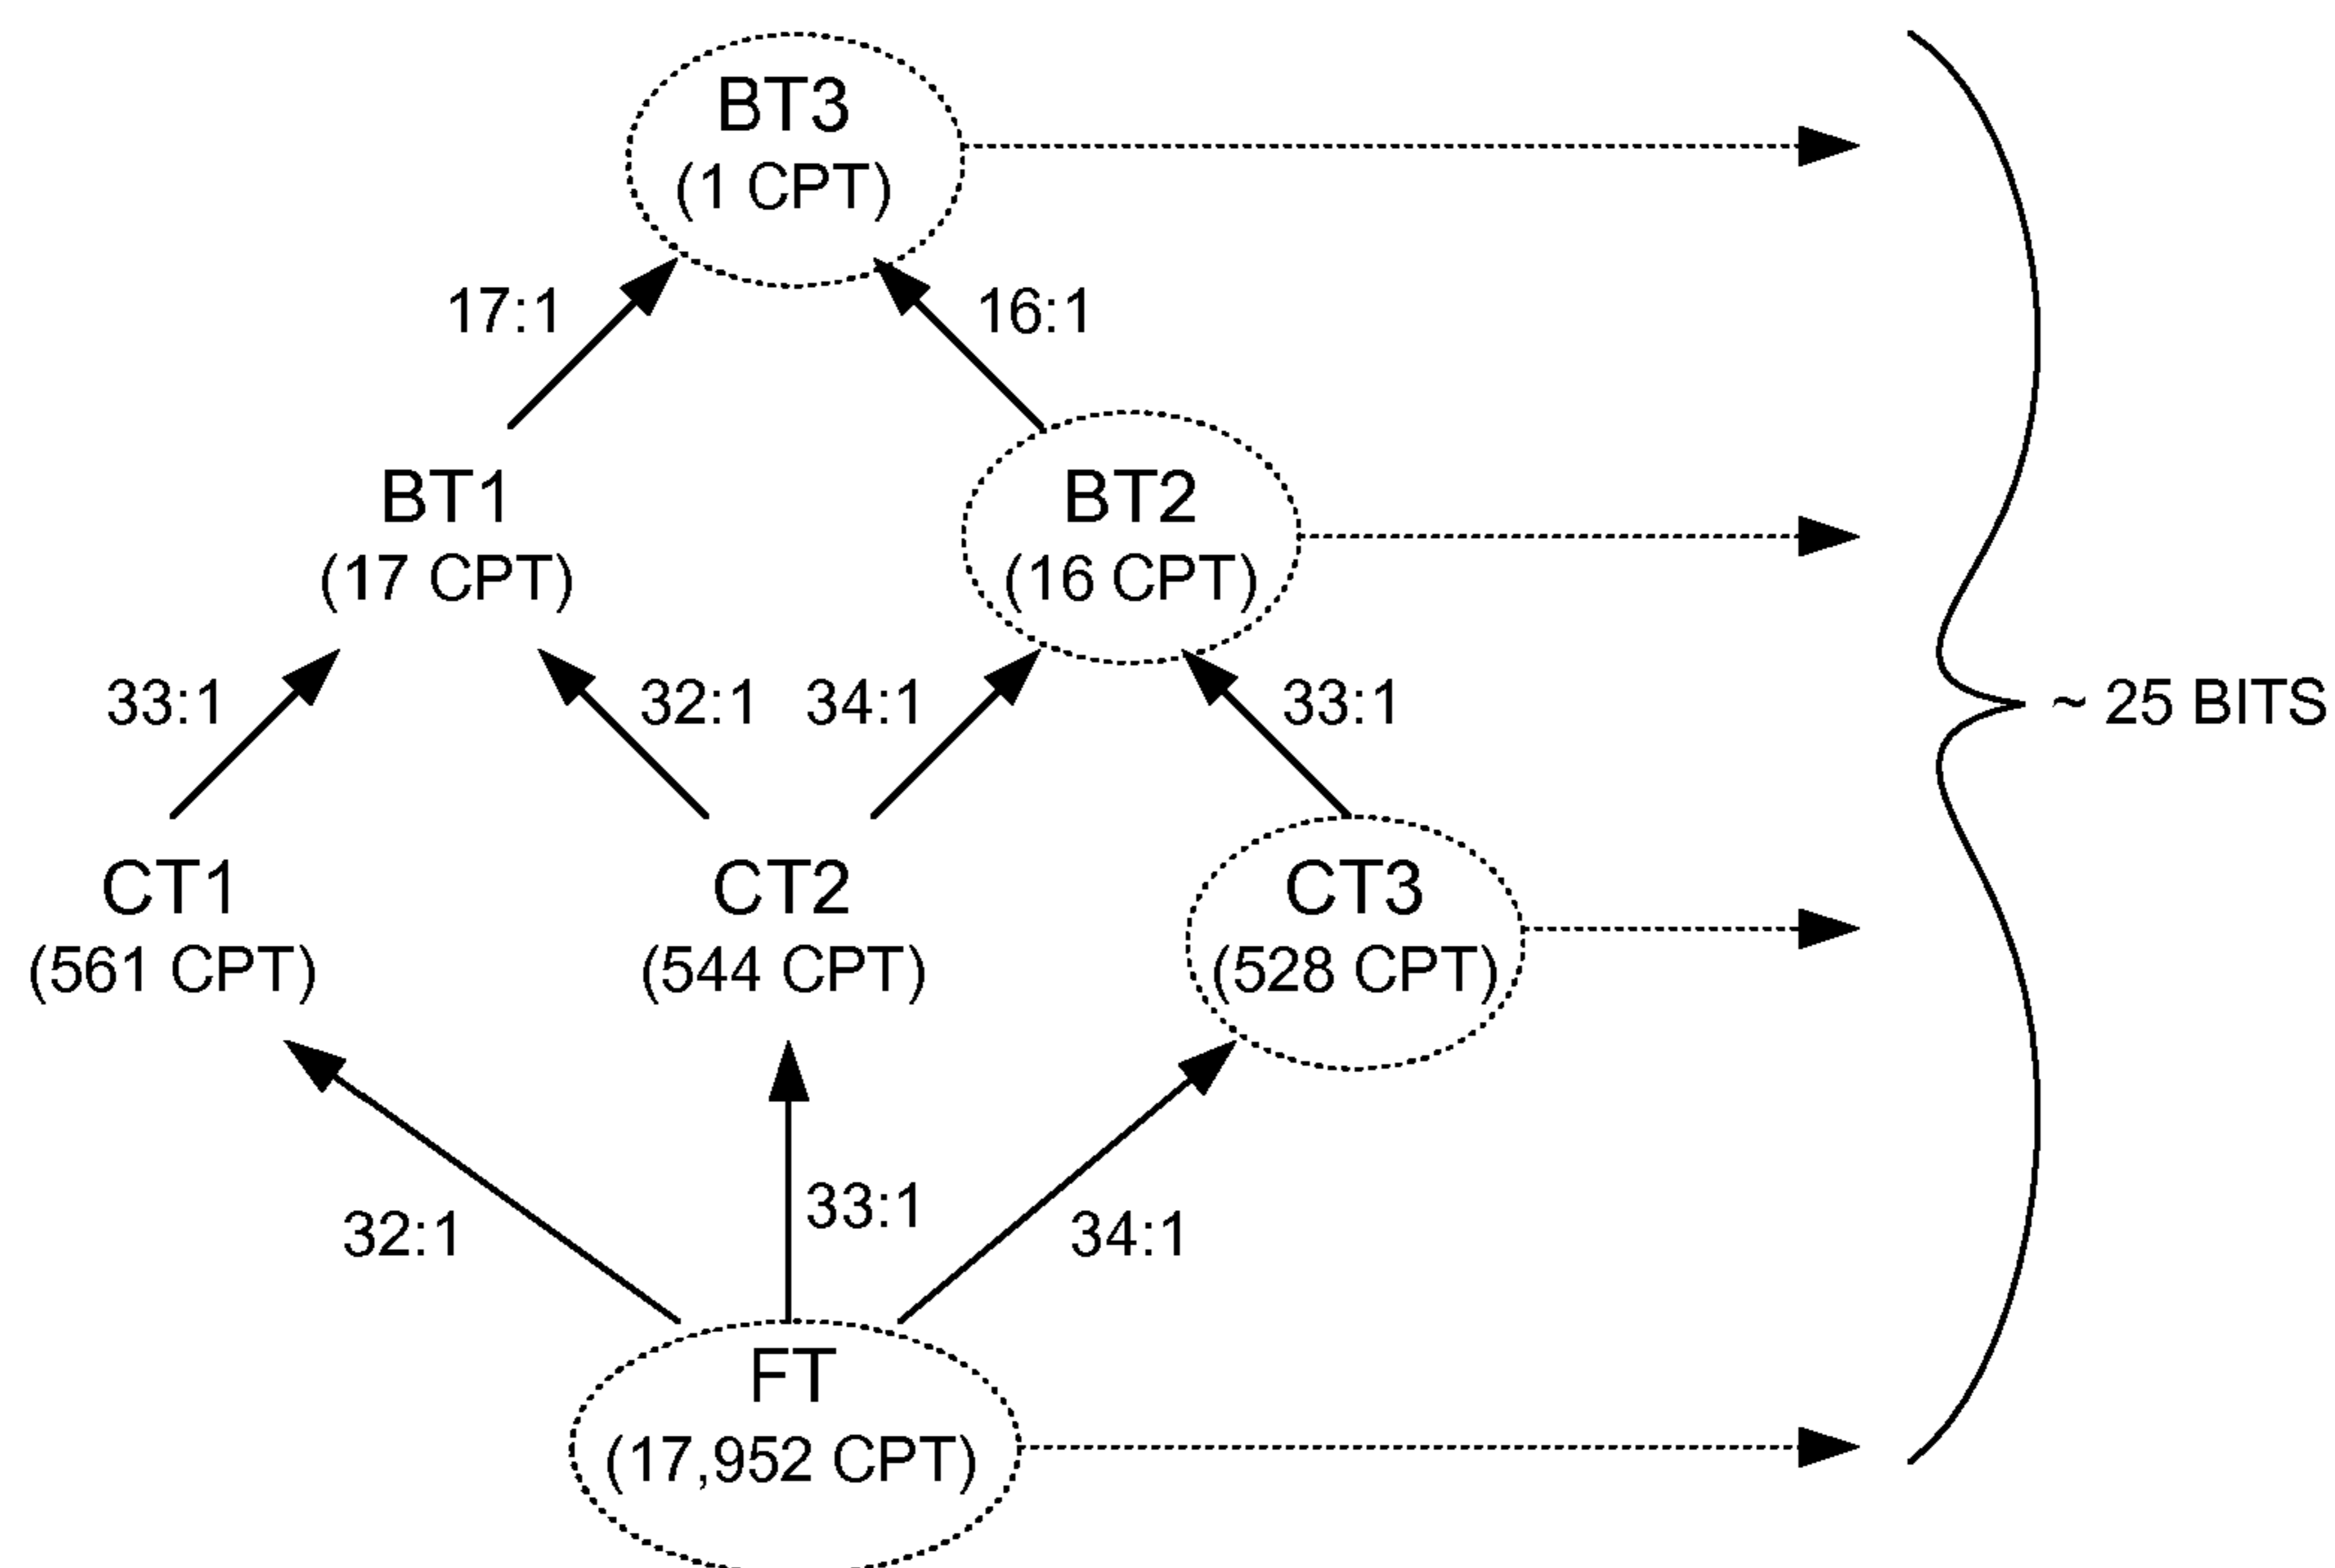 BT3
(1 CPT)
17:1
16:1
BT1
(17 CPT)
BT2
(16 CPT)
33:1
32:1
34:1
33:1
~ 25 BITS
CT1
(561 CPT)
CT2
(544 CPT)
CT3
(528 CPT)
32:1
33:1
34:1
FT
(17,952 CPT)